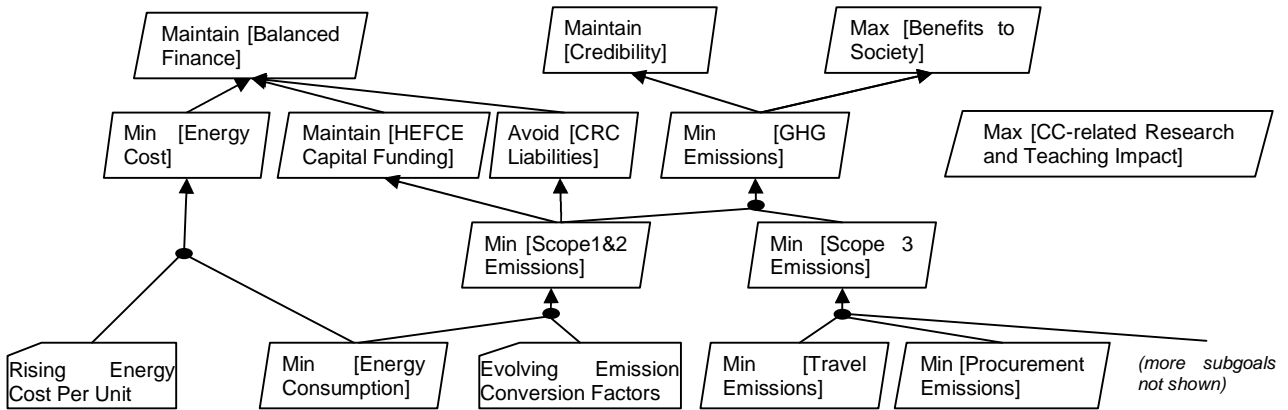 Maintain [Balanced
Finance]
Maintain
[Credibility]
Max [Benefits to
Society]
Min [Energy
Cost]
Maintain [HEFCE
Capital Funding]
Avoid [CRC
Liabilities]
Min [GHG
Emissions]
Max [CC-related Research
and Teaching Impact]
Min [Scope1&2
Emissions]
Min [Scope 3
Emissions]
Rising Energy
Cost Per Unit
Min [Energy
Consumption]
Evolving Emission
Conversion Factors
Min [Travel
Emissions]
Min [Procurement
Emissions]
(more subgoals
not shown)